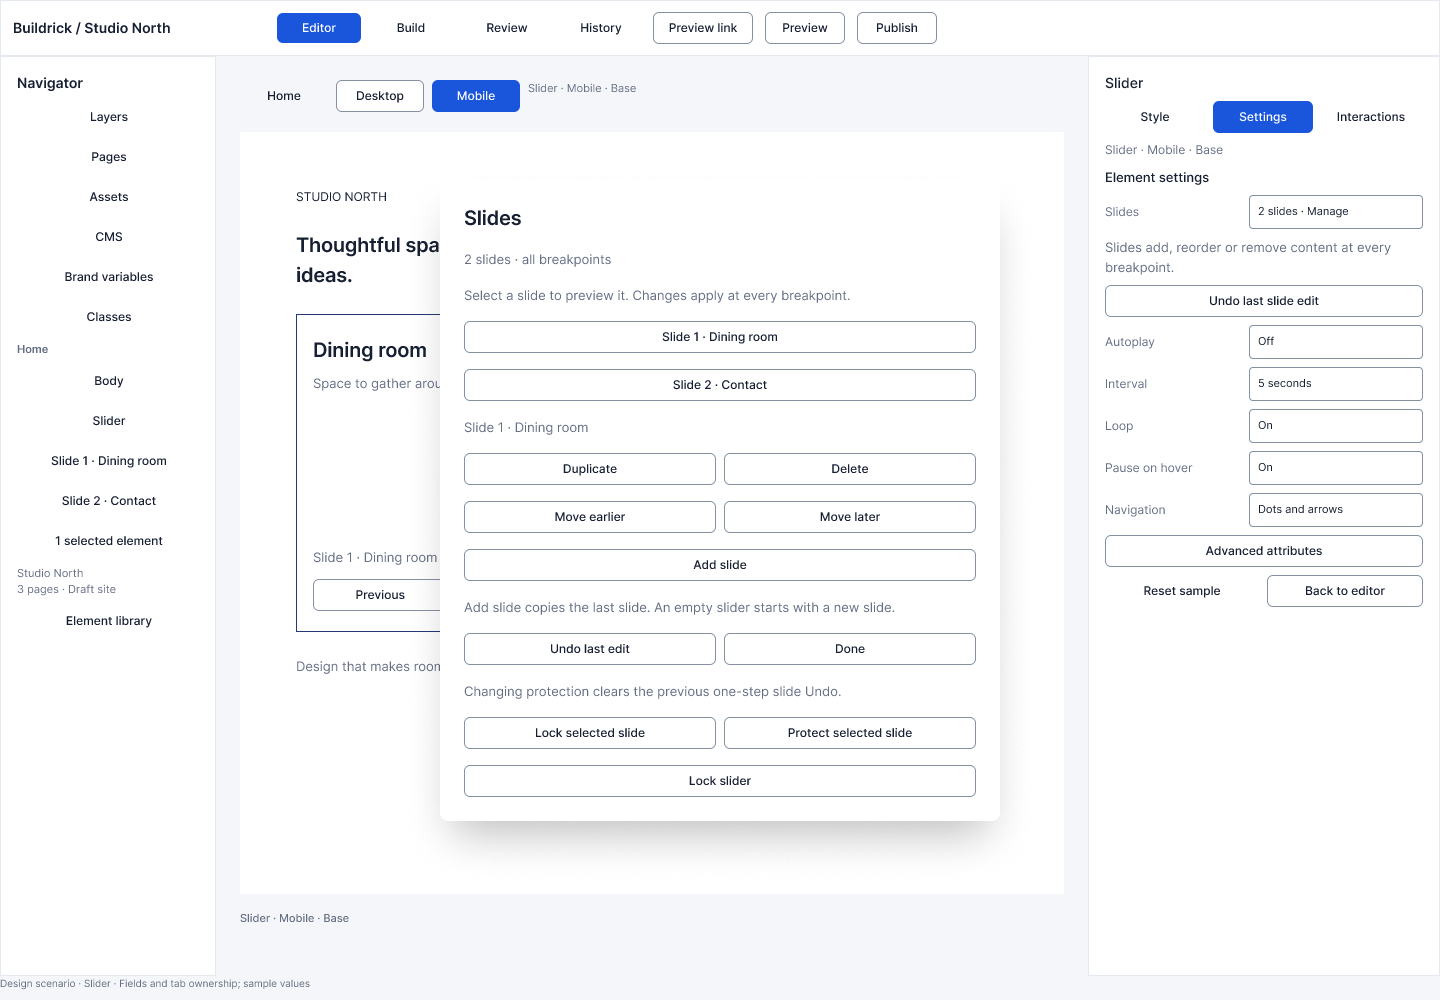 Buildrick / Studio North
Editor
Build
Review
History
Preview link
Preview
Publish
Navigator
Layers
Pages
Assets
CMS
Brand variables
Classes
Home
Body
Slider
Slide 1 · Dining room
Slide 2 · Contact
1 selected element
Studio North
3 pages · Draft site
Element library
Home
Desktop
Mobile
Slider · Mobile · Base
STUDIO NORTH
Thoughtful spa
ideas.
Dining room
Space to gather arou
Slide 1 · Dining room
Previous
Design that makes room
Slides
2 slides · all breakpoints
Select a slide to preview it. Changes apply at every breakpoint.
Slide 1 · Dining room
Slide 2 · Contact
Slide 1 · Dining room
Duplicate
Delete
Move earlier
Move later
Add slide
Add slide copies the last slide. An empty slider starts with a new slide.
Undo last edit
Done
Changing protection clears the previous one-step slide Undo.
Lock selected slide
Protect selected slide
Lock slider
Slider · Mobile · Base
Slider
Style
Settings
Interactions
Slider · Mobile · Base
Element settings
Slides
2 slides · Manage
Slides add, reorder or remove content at every
breakpoint.
Undo last slide edit
Autoplay
Off
Interval
5 seconds
Loop
On
Pause on hover
On
Navigation
Dots and arrows
Advanced attributes
Reset sample
Back to editor
Design scenario · Slider · Fields and tab ownership; sample values